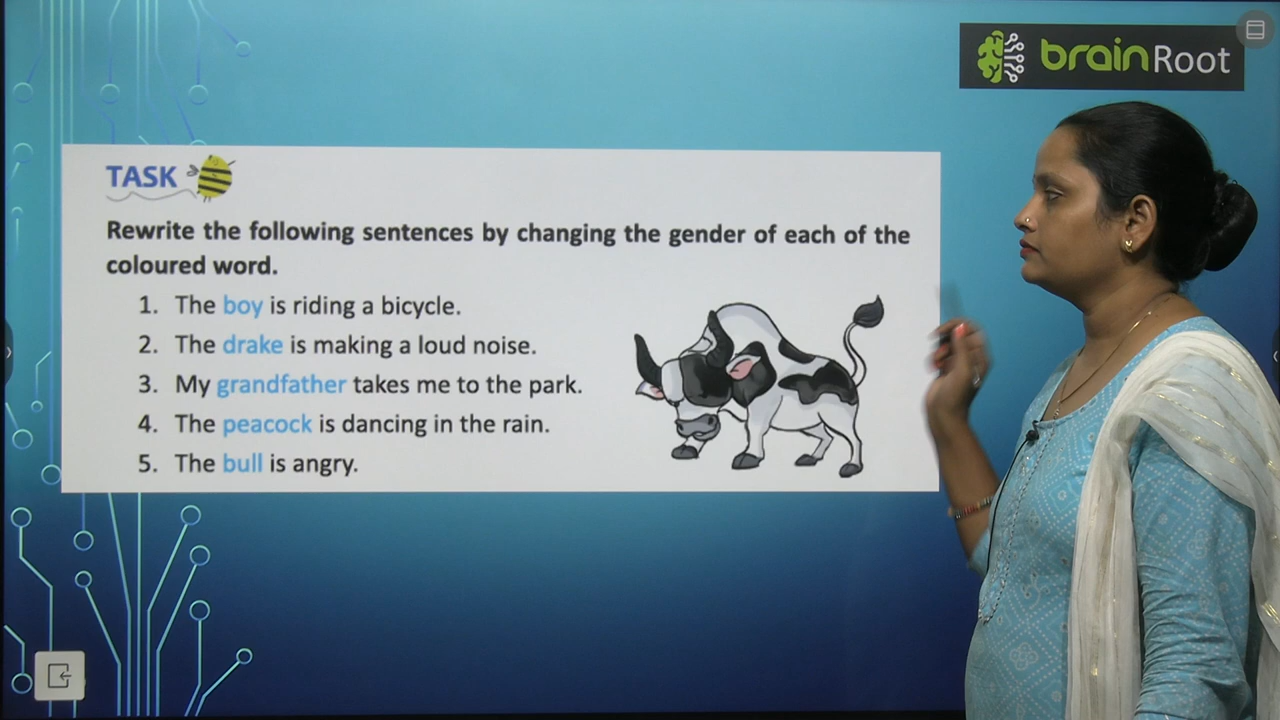 brainRoot
TASK
Rewrite the following sentences by changing the gender of each of the
coloured word.
1. The boy is riding a bicycle.
2. The drake is making a loud noise.
3. My grandfather takes me to the park.
4. The peacock is dancing in the rain.
5. The bull is angry.